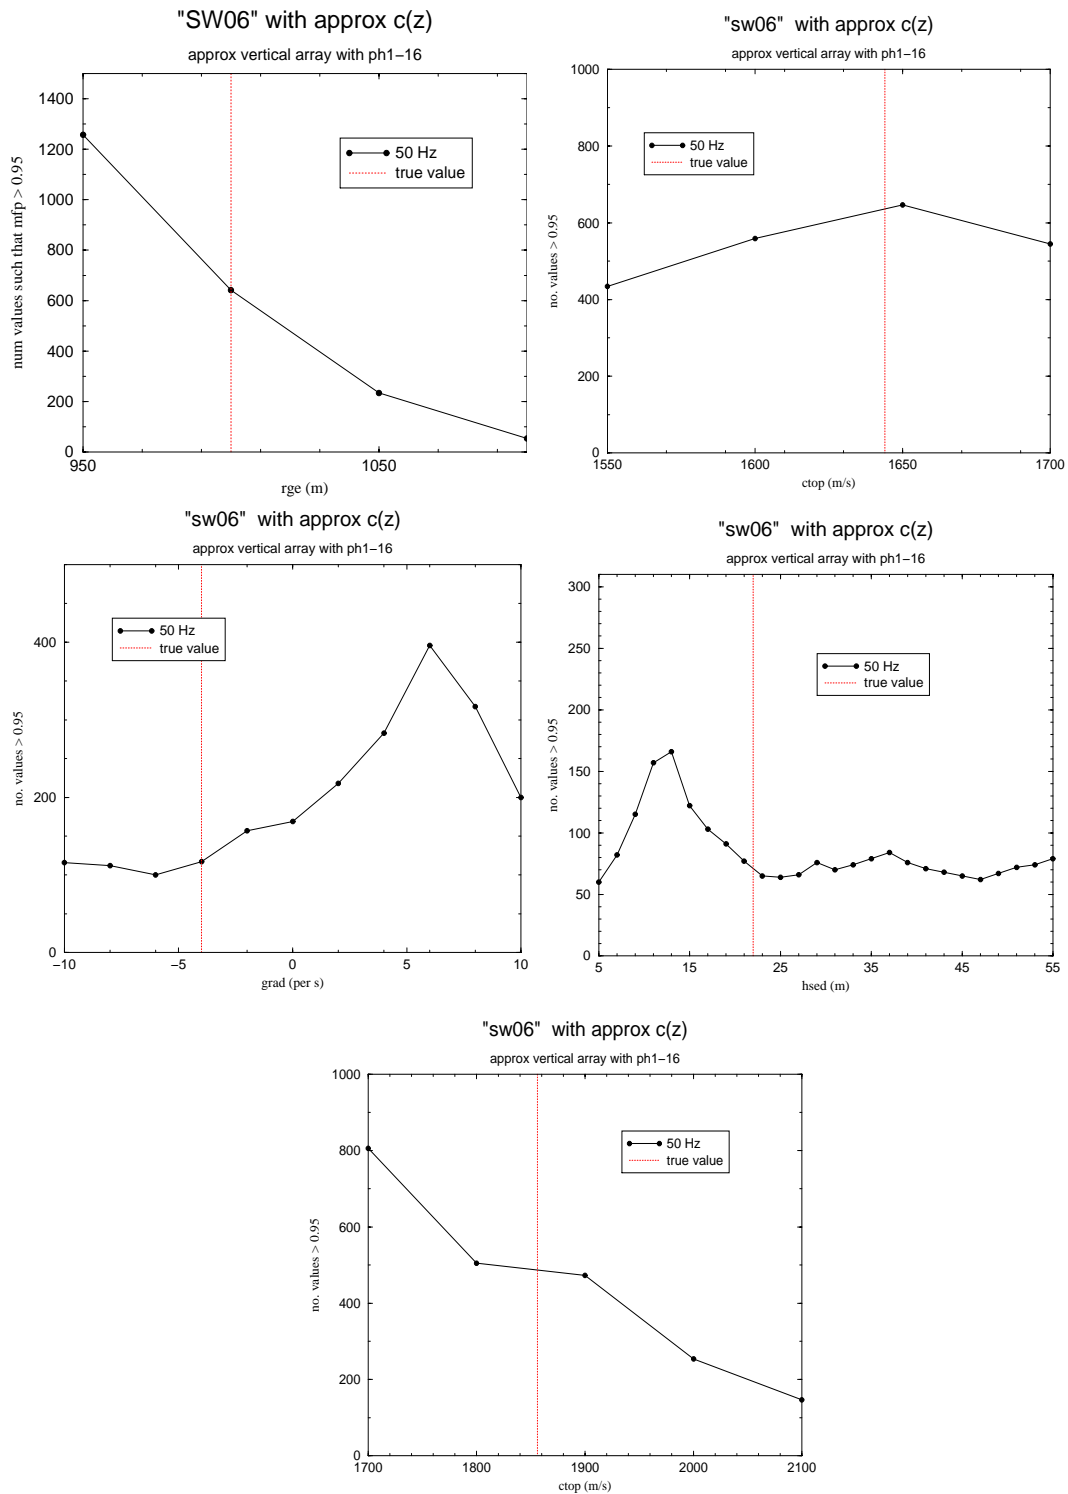 "SW06" with approx c(z)
approx vertical array with ph1−16
num values such that mfp > 0.95
1400
1200
1000
800
600
400
200
0
50 Hz
true value
950
1050
rge (m)
"sw06" with approx c(z)
approx vertical array with ph1−16
no. values > 0.95
1000
800
600
400
200
0
50 Hz
true value
1550
1600
1650
1700
ctop (m/s)
"sw06" with approx c(z)
approx vertical array with ph1−16
no. values > 0.95
400
200
0
50 Hz
true value
−10
−5
0
5
10
grad (per s)
"sw06" with approx c(z)
approx vertical array with ph1−16
no. values > 0.95
300
250
200
150
100
50
0
50 Hz
true value
5
15
25
35
45
55
hsed (m)
"sw06" with approx c(z)
approx vertical array with ph1−16
no. values > 0.95
1000
800
600
400
200
0
50 Hz
true value
1700
1800
1900
2000
2100
ctop (m/s)